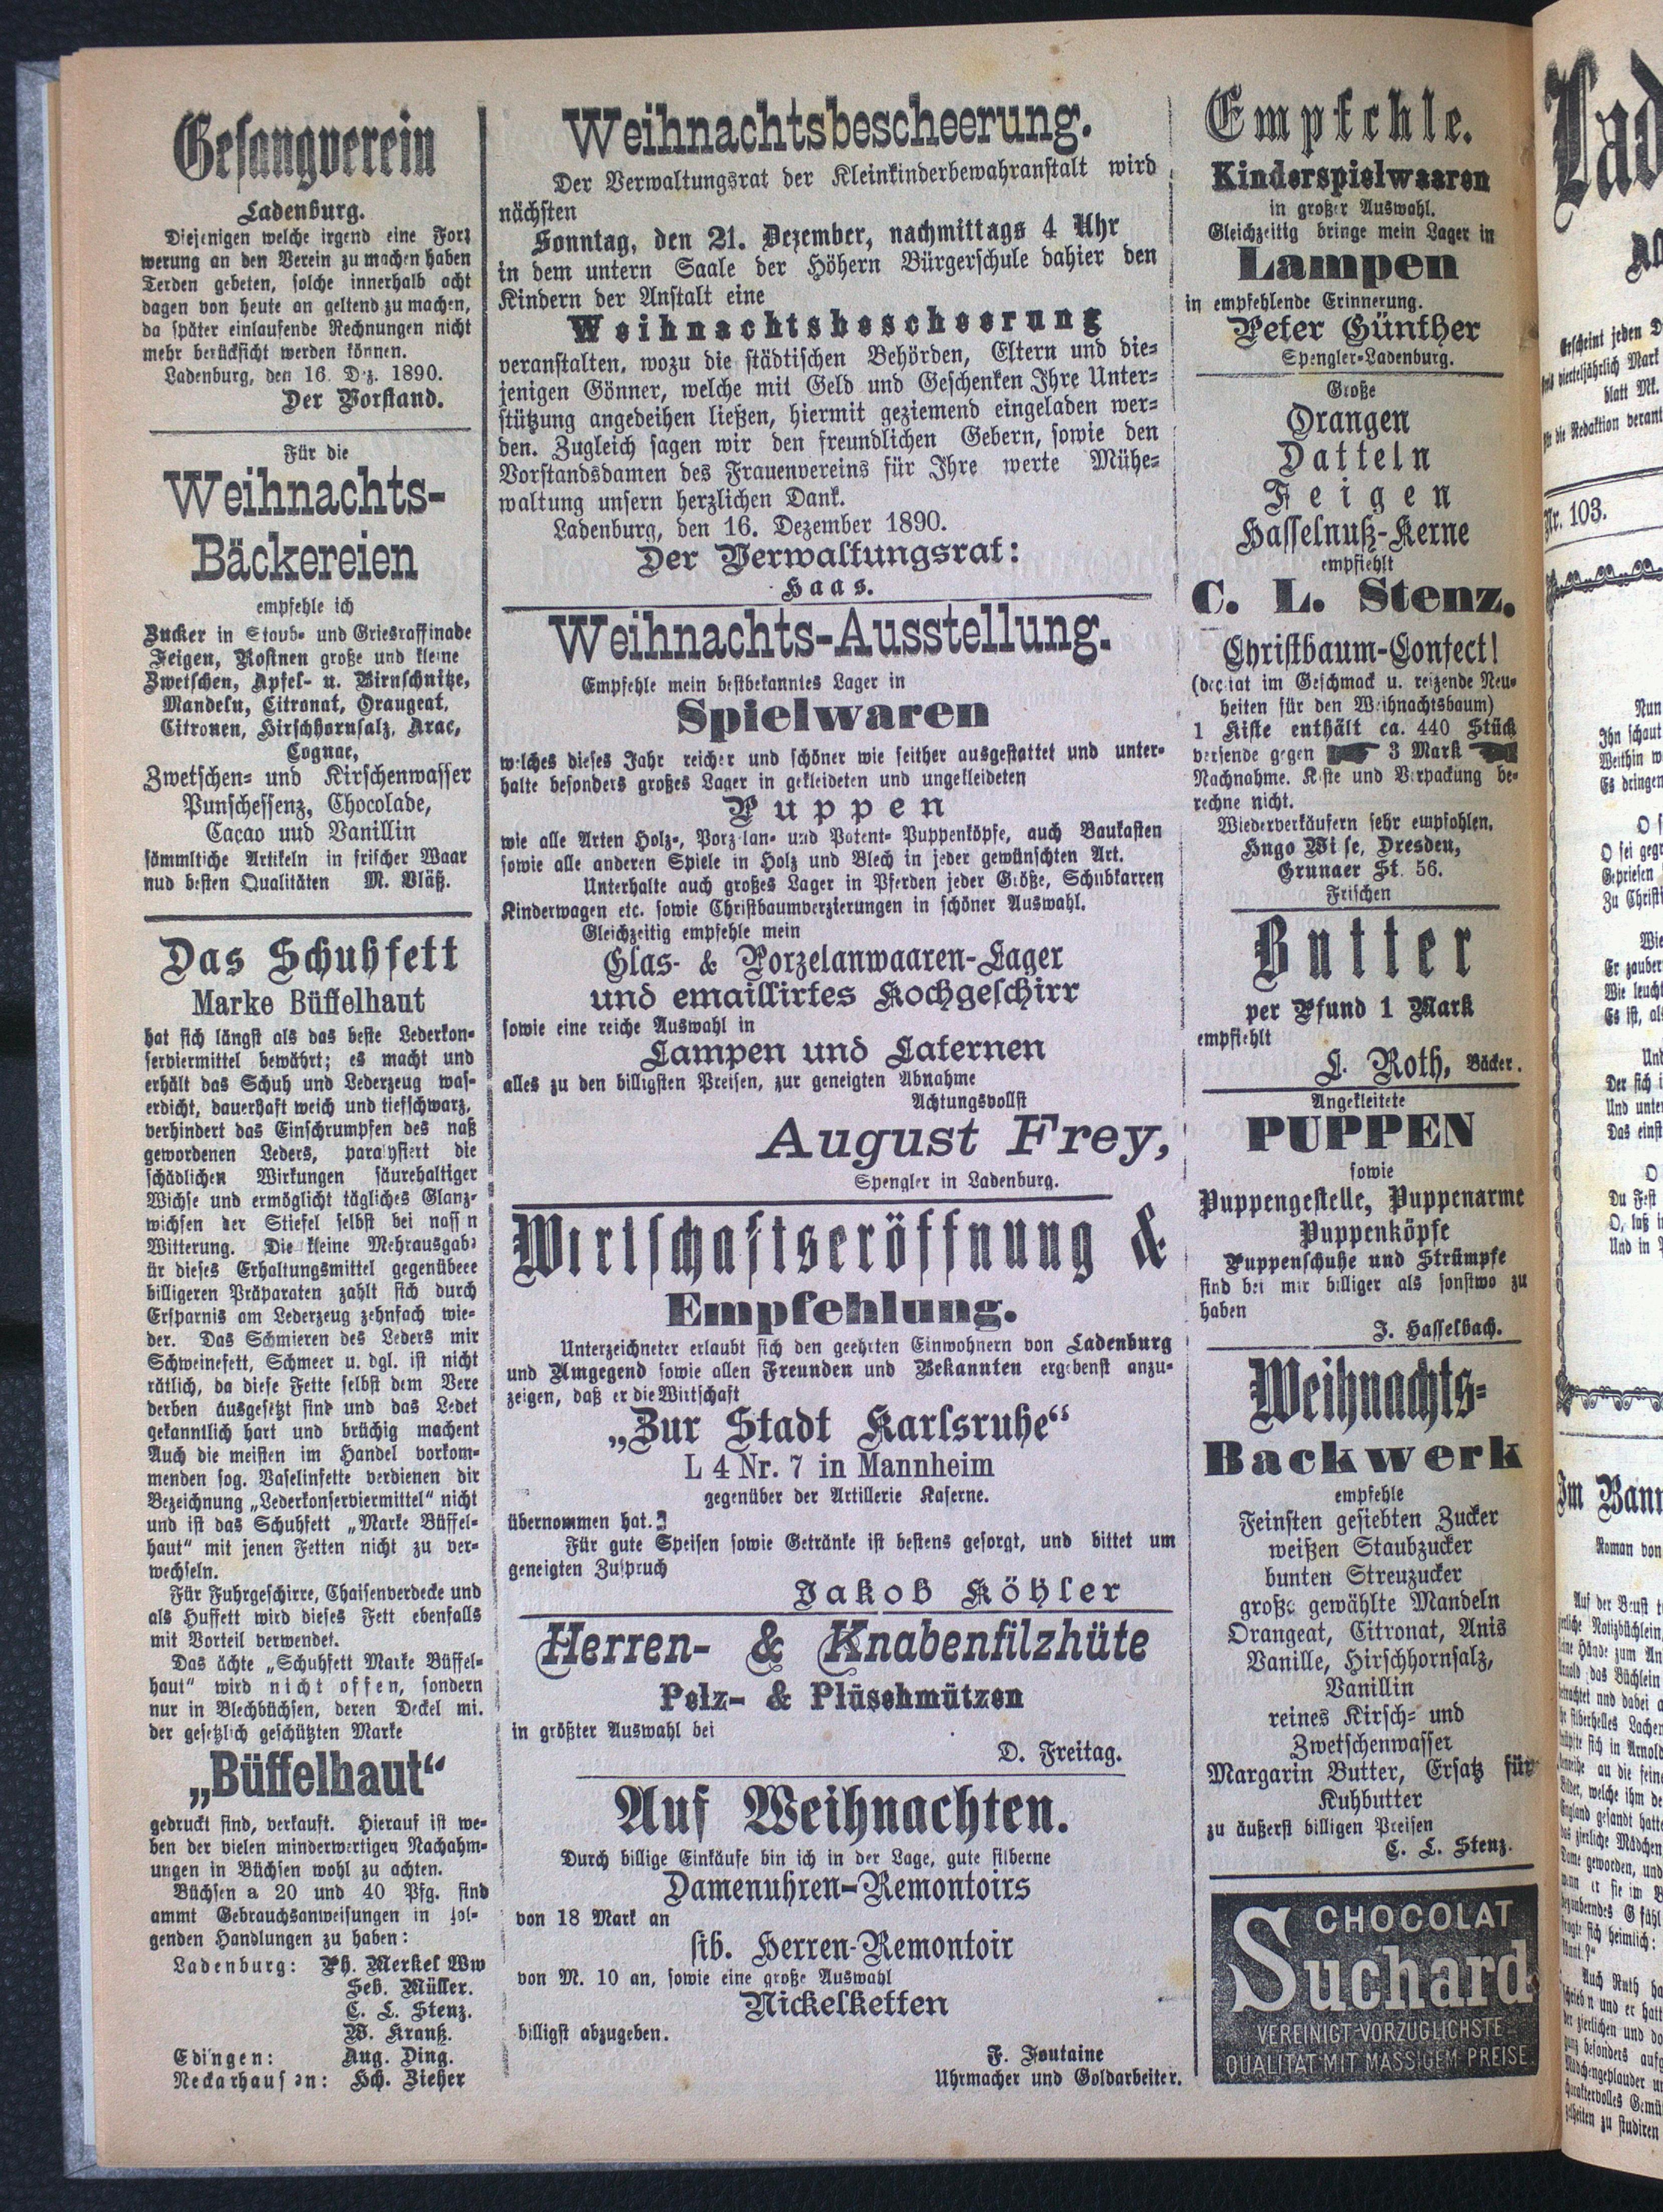 Gesangverein
Ladenburg.
Diejenigen welche irgend eine For⸗
werung an den Verein zu machen haben
Terden gebeten, solche innerhalb acht
dagen von heute an geltend zu machen,
da später einlaufende Rechnungen nicht
mehr berücksicht werden können.
Ladenburg, den 16. Dez. 1890.
Der Vorstand.
Für die
Weihnachts-
Bäckereien
empfehle ich
Zucker in Staub- und Griesraffinade
Feigen, Rosinen große und kleine
Zwetschen, Apfel- u. Birnschnitze,
Mandeln, Citronat, Orangeat,
Citronen, Hirschhornsalz, Arac,
Cognac,
Zwetschen- und Kirschenwasser
Punschessenz, Chocolade,
Cacao und Vanillin
sämmltiche Artikeln in frischer Waar
nud besten Qualitäten M. Bläß.
Das Schuhfett
Marke Büffelhaut
hat sich längst als das beste Lederkon-
serviermittel bewährt; es macht und
erhält das Schuh und Lederzeug was-
erdicht, dauerhaft weich und tiefschwarz,
verhindert das Einschrumpfen des naß
gewordenen Leders, paralysiert die
schädlichen Wirkungen säurehaltiger
Wichse und ermöglicht tägliches Glanz-
wichsen der Stiefel selbst bei nass n
Witterung. Die kleine Mehrausgabe
ür dieses Erhaltungsmittel gegenübeee
billigeren Präparaten zahlt sich durch
Ersparnis am Lederzeug zehnfach wie-
der. Das Schmieren des Leders mir
Schweinefett, Schmeer u. dgl. ist nicht
rätlich, da diese Fette selbst dem Vere
derben ausgesetzt sind und das Ledet
gekanntlich hart und brüchig machent
Auch die meisten im Handel vorkom-
menden sog. Vaselinfette verdienen dir
Bezeichnung „Lederkonserviermittel“ nicht
und ist das Schuhfett „Marke Büffel-
haut“ mit jenen Fetten nicht zu ver-
wechseln.
Für Fuhrgeschirre, Chaisenverdecke und
als Huffett wird dieses Fett ebenfalls
mit Vorteil verwendet.
Das ächte „Schuhfett Marke Büffel-
haut“ wird nicht offen, sondern
nur in Blechbüchsen, deren Deckel mi.
der gesetzlich geschützten Marke
„Büffelhaut“
gedruckt sind, verkauft. Hierauf ist we-
ben der vielen minderwertigen Nachahm-
ungen in Büchsen wohl zu achten.
Büchsen a 20 und 40 Pfg. sind
ammt Gebrauchsanweisungen in fol-
genden Handlungen zu haben:
Ladenburg: Ph. Merkel Ww
Seb. Müller.
C. L. Stenz.
W. Krauß.
Edingen: Aug. Ding.
Neckarhausen: Hch. Zieher
Weihnachtsbescheerung.
Der Verwaltungsrat der Kleinkinderbewahranstalt wird
nächsten
Sonntag, den 21. Dezember, nachmittags 4 Uhr
in dem untern Saale der Höhern Bürgerschule dahier den
Kindern der Anstalt eine
Weihnachtsbescheerung
veranstalten, wozu die städtischen Behörden, Eltern und die-
jenigen Gönner, welche mit Geld und Geschenken Ihre Unter-
stützung angedeihen ließen, hiermit geziemend eingeladen wer-
den. Zugleich sagen wir den freundlichen Gebern, sowie den
Vorstandsdamen des Frauenvereins für Ihre werte Mühe-
waltung unsern herzlichen Dank.
Ladenburg, den 16. Dezember 1890.
Der Verwaltungsrat:
Haas.
Weihnachts-Ausstellung.
Empfehle mein bestbekanntes Lager in
Spielwaren
welches dieses Jahr reicher und schöner wie seither ausgestattet und unter-
halte besonders großes Lager in gekleideten und ungekleideten
Puppen
wie alle Arten Holz-, Porzelan- und Patent- Puppenköpfe, auch Baukasten
sowie alle anderen Spiele in Holz und Blech in jeder gewünschten Art.
Unterhalte auch großes Lager in Pferden jeder Größe, Schubkarren
Kinderwagen etc. sowie Christbaumverzierungen in schöner Auswahl.
Gleichzeitig empfehle mein
Glas- & Porzelanwaaren-Lager
und emaillirtes Kochgeschirr
sowie eine reiche Auswahl in
Lampen und Laternen
alles zu den billigsten Preisen, zur geneigten Abnahme
Achtungsvollst
August Frey,
Spengler in Ladenburg.
Wirtschaftseröffnung &
Empfehlung.
Unterzeichneter erlaubt sich den geehrten Einwohnern von Ladenburg
und Umgegend sowie allen Freunden und Bekannten ergebenst anzu-
zeigen, daß er die Wirtschaft
„Zur Stadt Karlsruhe“
L 4 Nr. 7 in Mannheim
gegenüber der Artillerie Kaserne.
übernommen hat.
Für gute Speisen sowie Getränke ist bestens gesorgt, und bittet um
geneigten Zuspruch
Jakob Köhler
Herren- & Knabenfilzhüte
Pelz- & Plüschmützen
in größter Auswahl bei
D. Freitag.
Auf Weihnachten.
Durch billige Einkäufe bin ich in der Lage, gute silberne
Damenuhren-Remontoirs
von 18 Mark an
sib. Herren-Remontoir
von M. 10 an, sowie eine große Auswahl
Nickelketten
billigst abzugeben.
F. Fontaine
Uhrmacher und Goldarbeiter.
Empfehle.
Kinderspielwaaren
in großer Auswahl.
Gleichzeitig bringe mein Lager in
Lampen
in empfehlende Erinnerung.
Peter Günther
Spengler-Ladenburg.
Große
Orangen
Datteln
Feigen
Hasselnuß-Kerne
empfiehlt
C. L. Stenz.
Christbaum-Confect!
(delciat im Geschmack u. reizende Neu-
heiten für den Weihnachtsbaum)
1 Kiste enthält ca. 440 Stück
versende gegen 3 Mark
Nachnahme. Kiste und Verpackung be-
rechne nicht.
Wiederverkäufern sehr empfohlen.
Hugo Wi se, Dresden,
Grunaer St. 56.
Frischen
Butter
per Pfund 1 Mark
empfiehlt
L. Roth, Bäcker.
Angekleitete
PUPPEN
sowie
Puppengestelle, Puppenarme
Puppenköpfe
Puppenschuhe und Strümpfe
sind bei mir billiger als sonstwo zu
haben
J. Hasselbach.
Weihnachts-
Backwerk
empfehle
Feinsten gesiebten Zucker
weißen Staubzucker
bunten Streuzucker
große gewählte Mandeln
Orangeat, Citronat, Anis
Vanille, Hirschhornsalz,
Vanillin
reines Kirsch- und
Zwetschenwasser
Margarin Butter, Ersatz für
Kuhbutter
zu äußerst billigen Preisen
C. L. Stenz.
CHOCOLAT
Suchard
VEREINIGT VORZÜGLICHSTE
QUALITÄT MIT MÄSSIGEM PREISE
Nr. 103.